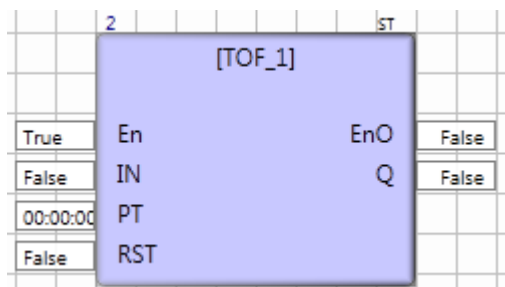 2 ST
[TOF_1]
True En EnO False
False IN Q False
00:00:00 PT
False RST